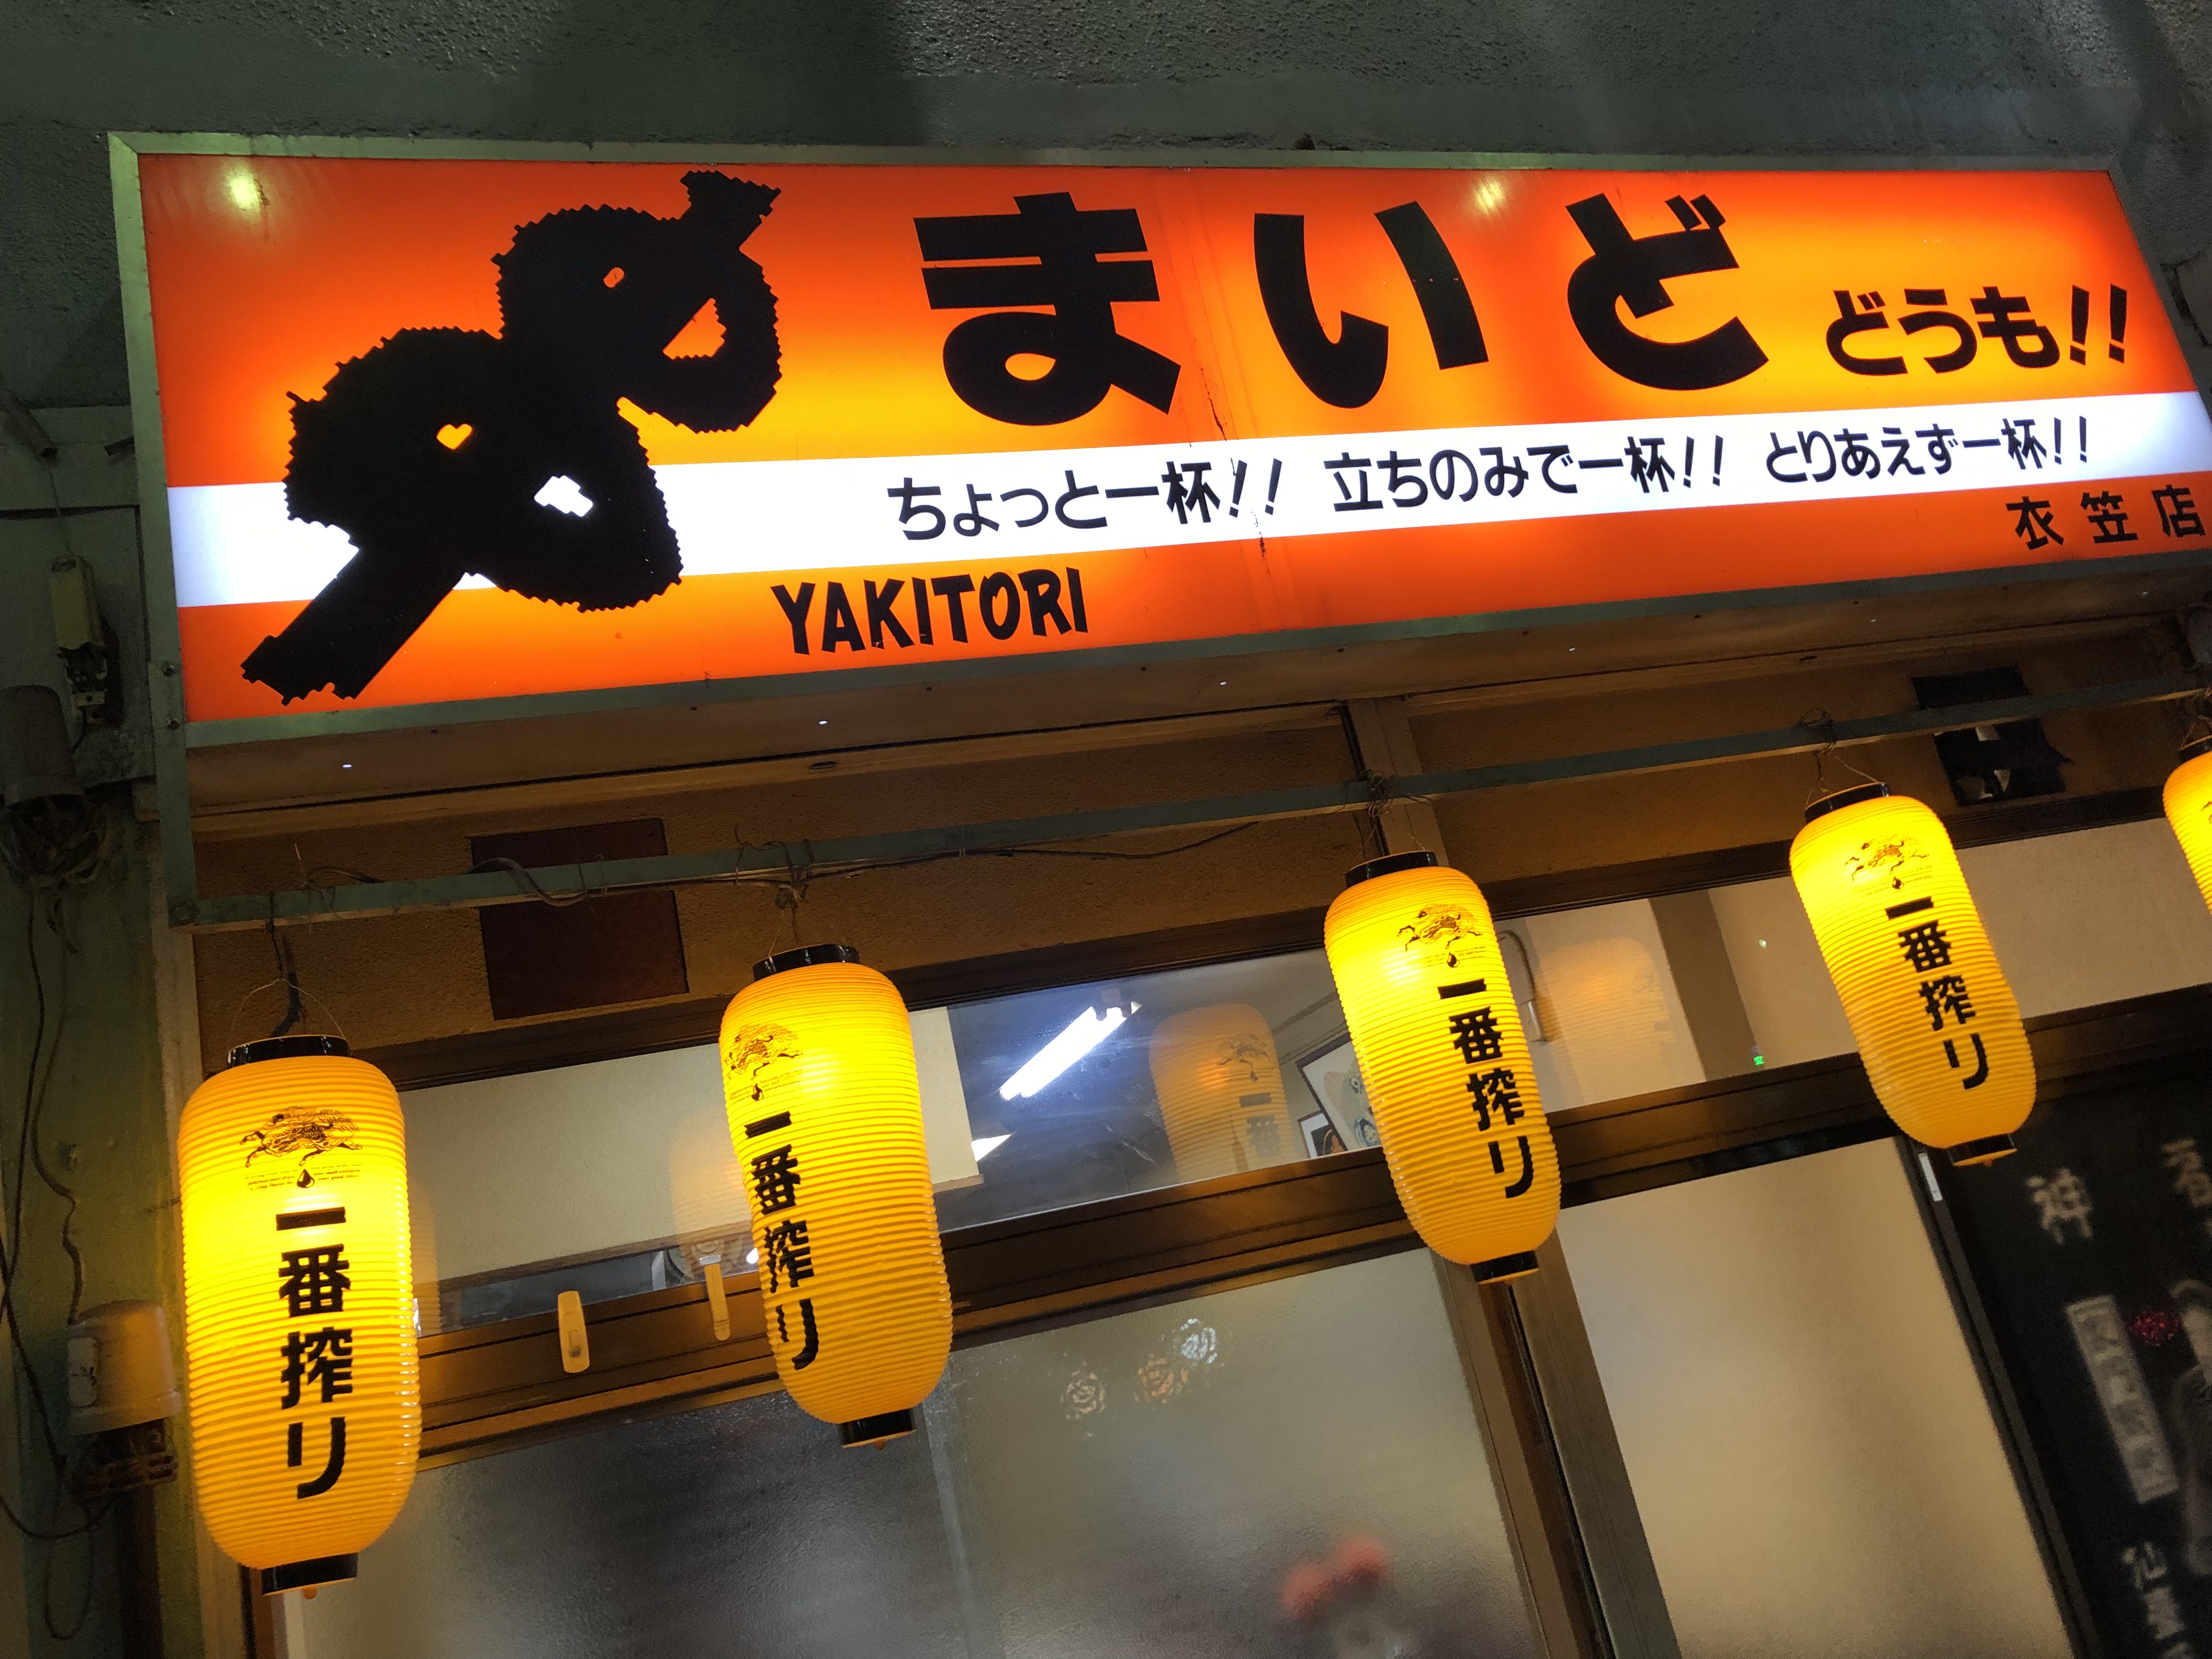 まいど どうも!!
ちょっと一杯!! 立ちのみで一杯!! とりあえず一杯!!
衣笠店
YAKITORI
一番搾り
一番搾り
一番搾り
一番搾り
神